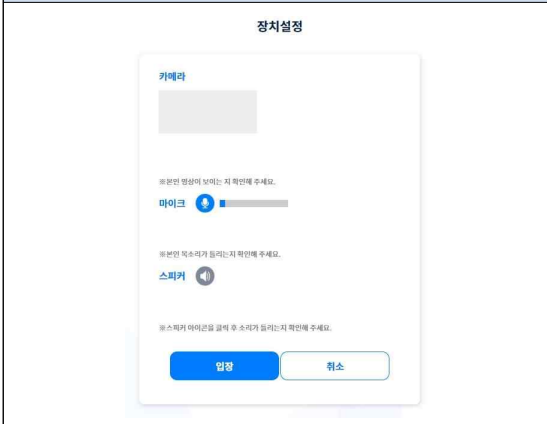 장치설정
카메라
※본인 영상이 보이는 지 확인해 주세요.
마이크
※본인 목소리가 들리는지 확인해 주세요.
스피커
※스피커 아이콘을 클릭 후 소리가 들리는지 확인해 주세요.
입장
취소